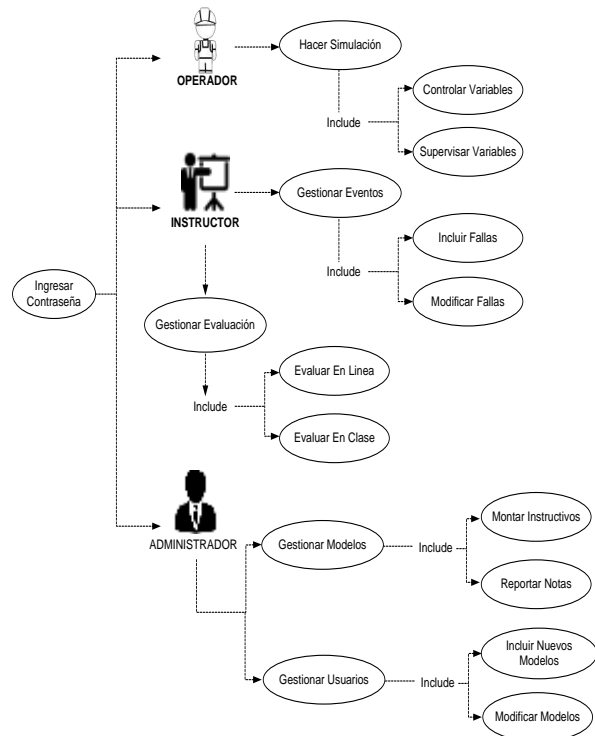 Hacer Simulación
OPERADOR
Controlar Variables
Include
Supervisar Variables
Gestionar Eventos
INSTRUCTOR
Incluir Fallas
Include
Ingresar
Contraseña
Modificar Fallas
Gestionar Evaluación
Evaluar En Linea
Include
Evaluar En Clase
Montar Instructivos
ADMINISTRADOR
Gestionar Modelos
Include
Reportar Notas
Incluir Nuevos
Modelos
Gestionar Usuarios
Include
Modificar Modelos